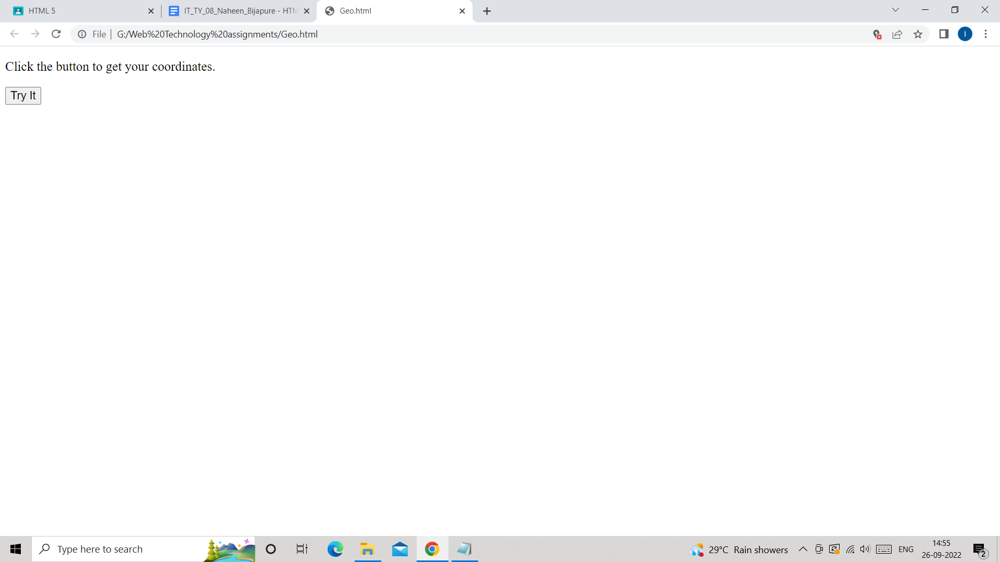 HTML 5
IT_TY_08_Naheen_Bijapure - HTM
Geo.html
File
G:/Web%20Technology%20assignments/Geo.html
I
Click the button to get your coordinates.
Try It
Type here to search
29°C Rain showers
ENG
14:55
26-09-2022
2